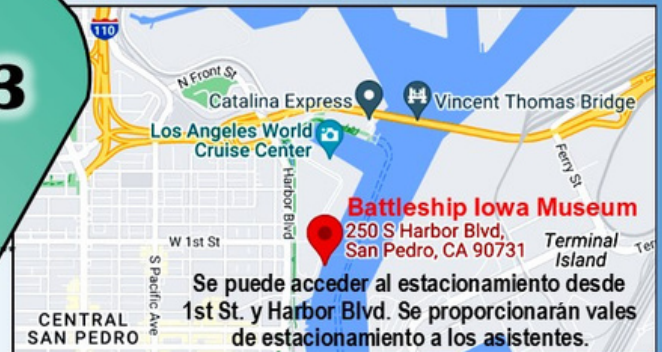 3
110
N Front St
Catalina Express
Vincent Thomas Bridge
Los Angeles World
Cruise Center
Harbor Blvd
Ferry St
Battleship Iowa Museum
250 S Harbor Blvd,
San Pedro, CA 90731
W 1st St
Terminal
Island
S Pacific Ave
Se puede acceder al estacionamiento desde
1st St. y Harbor Blvd. Se proporcionarán vales
de estacionamiento a los asistentes.
CENTRAL
SAN PEDRO